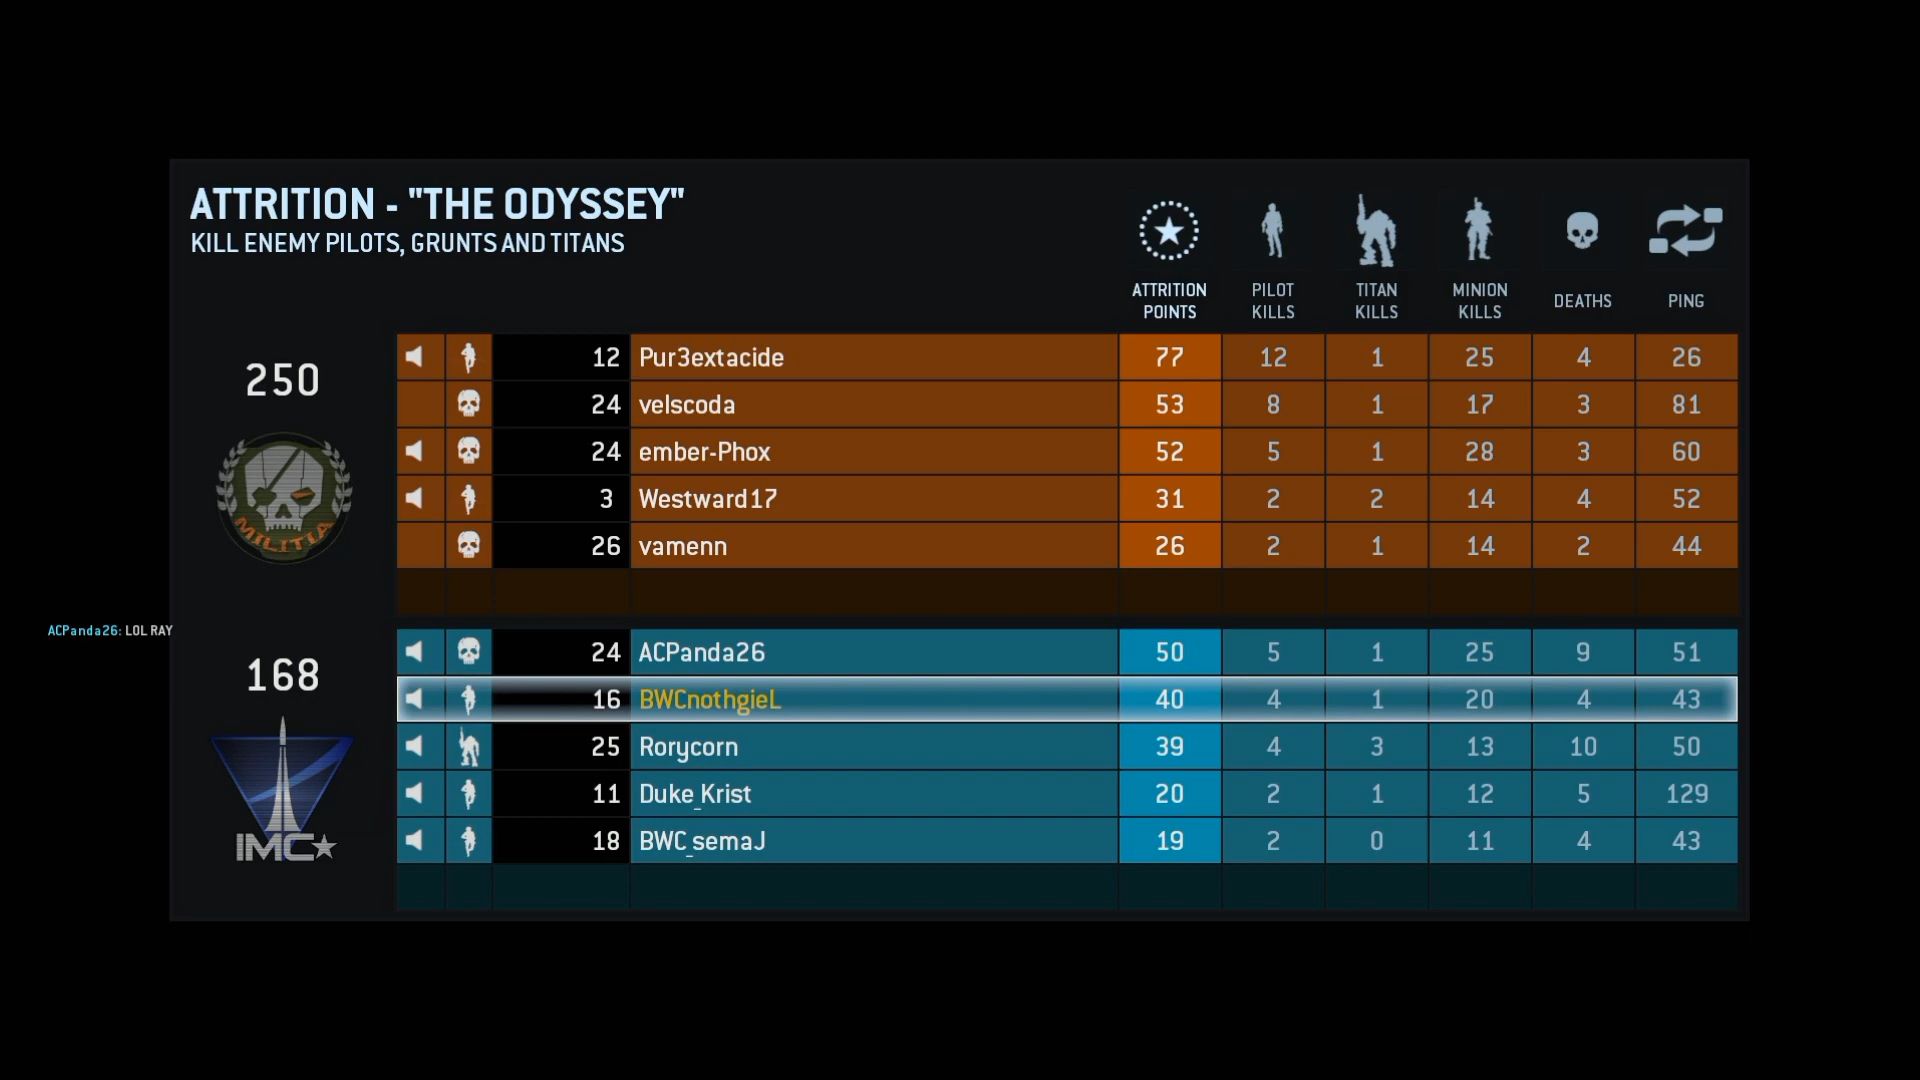 ATTRITION - "THE ODYSSEY"
KILL ENEMY PILOTS, GRUNTS AND TITANS
ATTRITION POINTS
PILOT KILLS
TITAN KILLS
MINION KILLS
DEATHS
PING
250
MILITIA
12 Pur3extacide 77 12 1 25 4 26
24 velscoda 53 8 1 17 3 81
24 ember-Phox 52 5 1 28 3 60
3 Westward17 31 2 2 14 4 52
26 vamenn 26 2 1 14 2 44
ACPanda26: LOL RAY
168
IMC
24 ACPanda26 50 5 1 25 9 51
16 BWCnothgieL 40 4 1 20 4 43
25 Rorycorn 39 4 3 13 10 50
11 Duke_Krist 20 2 1 12 5 129
18 BWC_semaJ 19 2 0 11 4 43